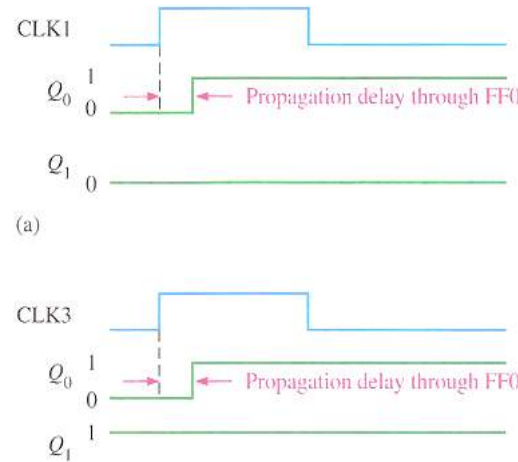 CLK1
1
Q0 Propagation delay through FF0
0
Q1 0
(a)
CLK3
1
Q0 Propagation delay through FF0
0
1
Q1